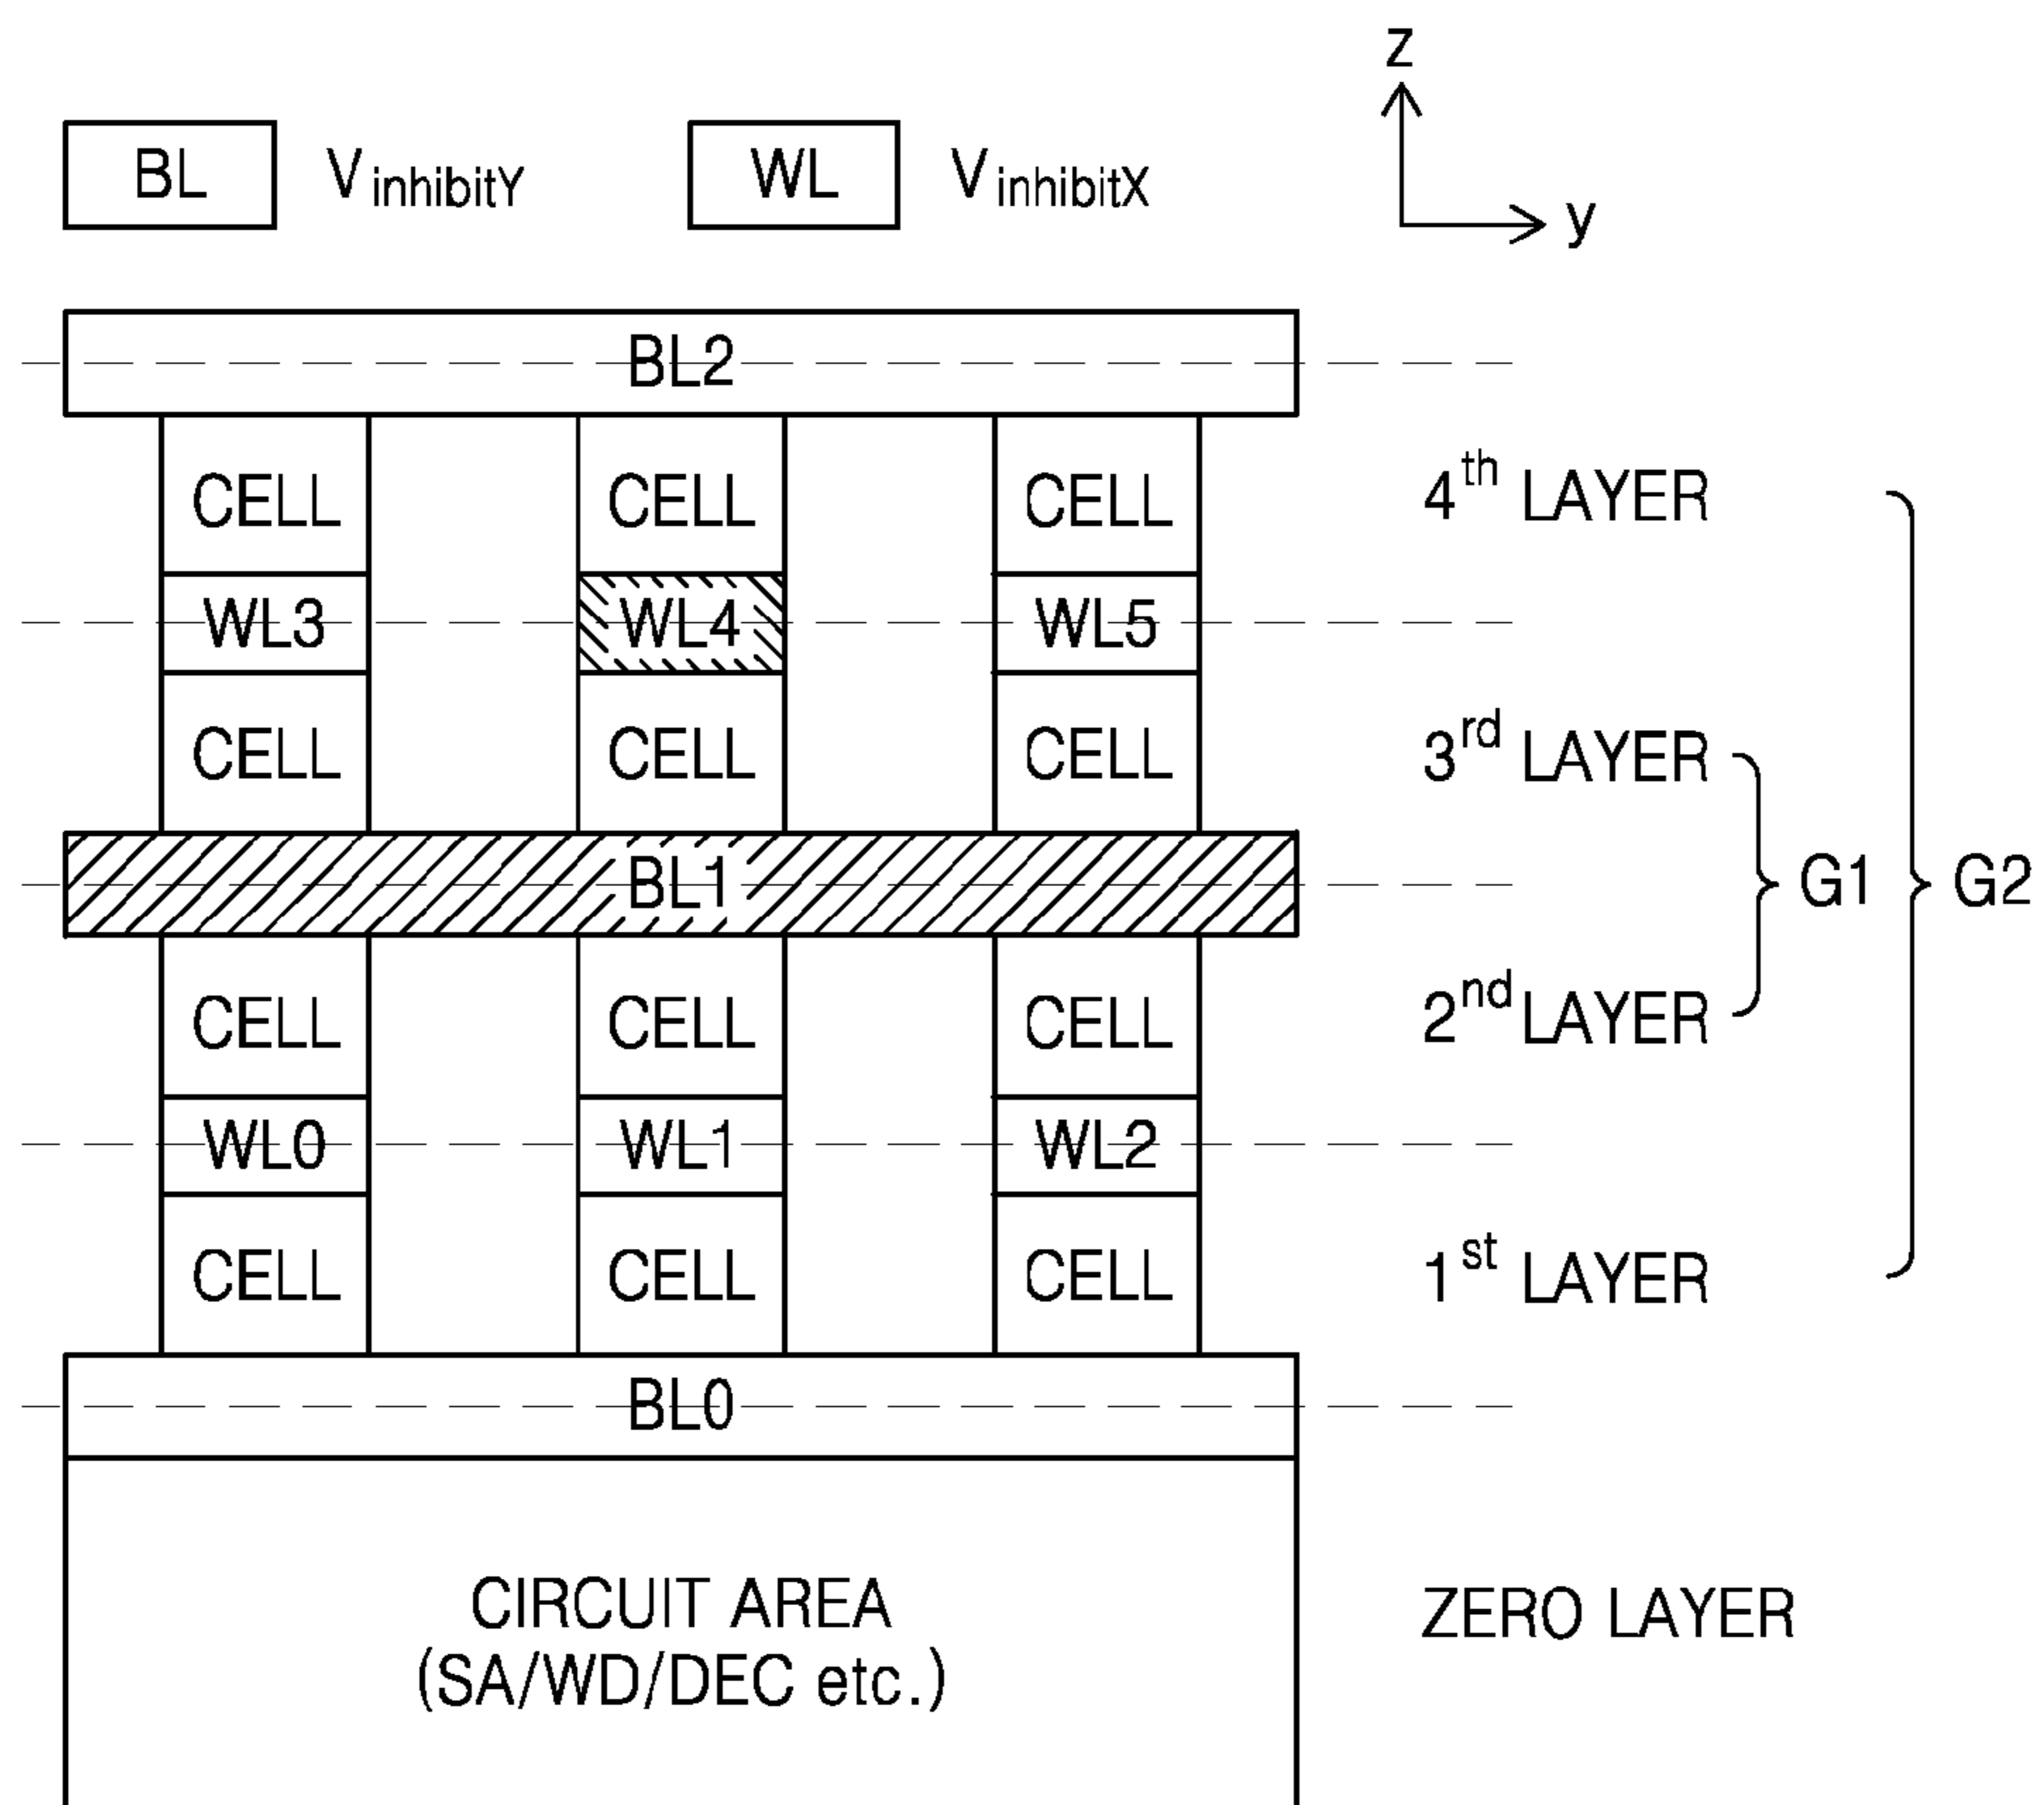 z
BL VinhibitY WL VinhibitX
y
BL2
CELL CELL CELL 4th LAYER
WL3 WL4 WL5
CELL CELL CELL 3rd LAYER
BL1 G1 G2
CELL CELL CELL 2nd LAYER
WL0 WL1 WL2
CELL CELL CELL 1st LAYER
BL0
CIRCUIT AREA ZERO LAYER
(SA/WD/DEC etc.)